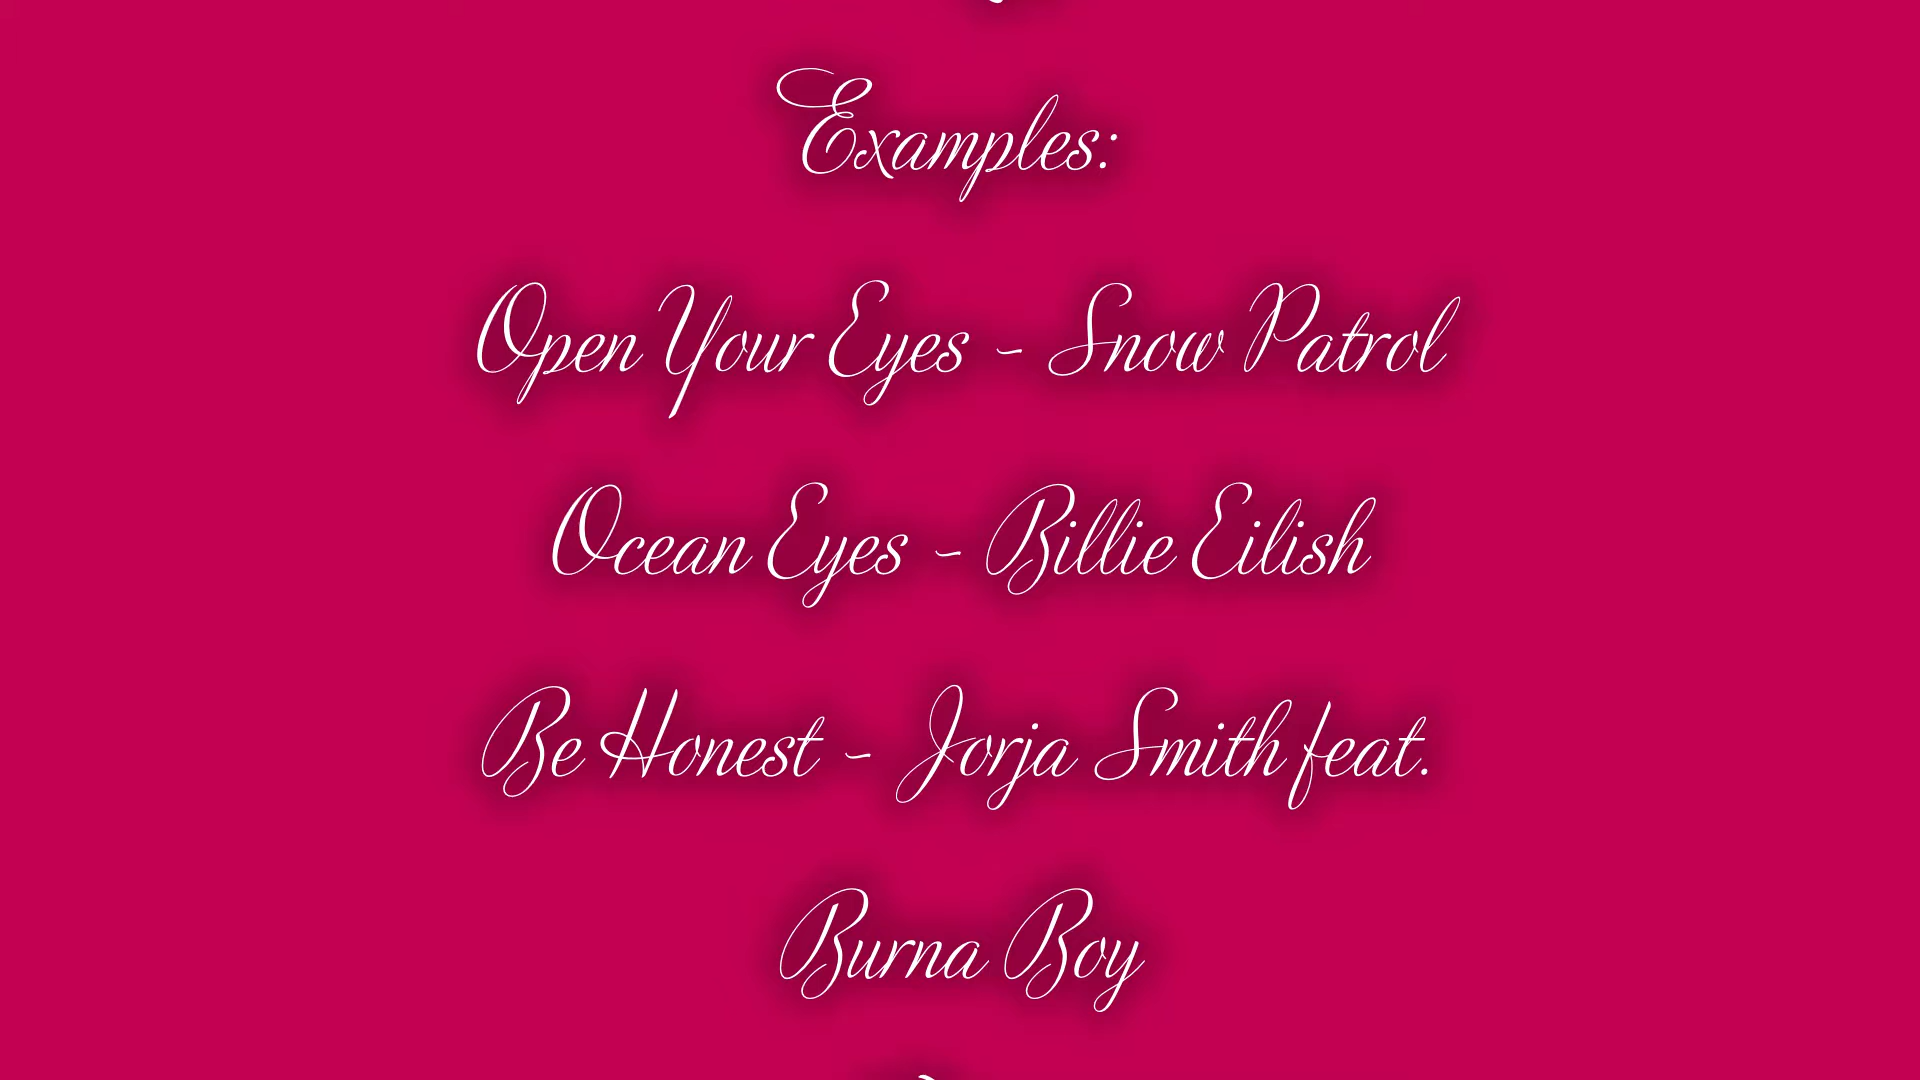 Examples:
Open Your Eyes - Snow Patrol
Ocean Eyes - Billie Eilish
Be Honest - Jorja Smith feat.
Burna Boy